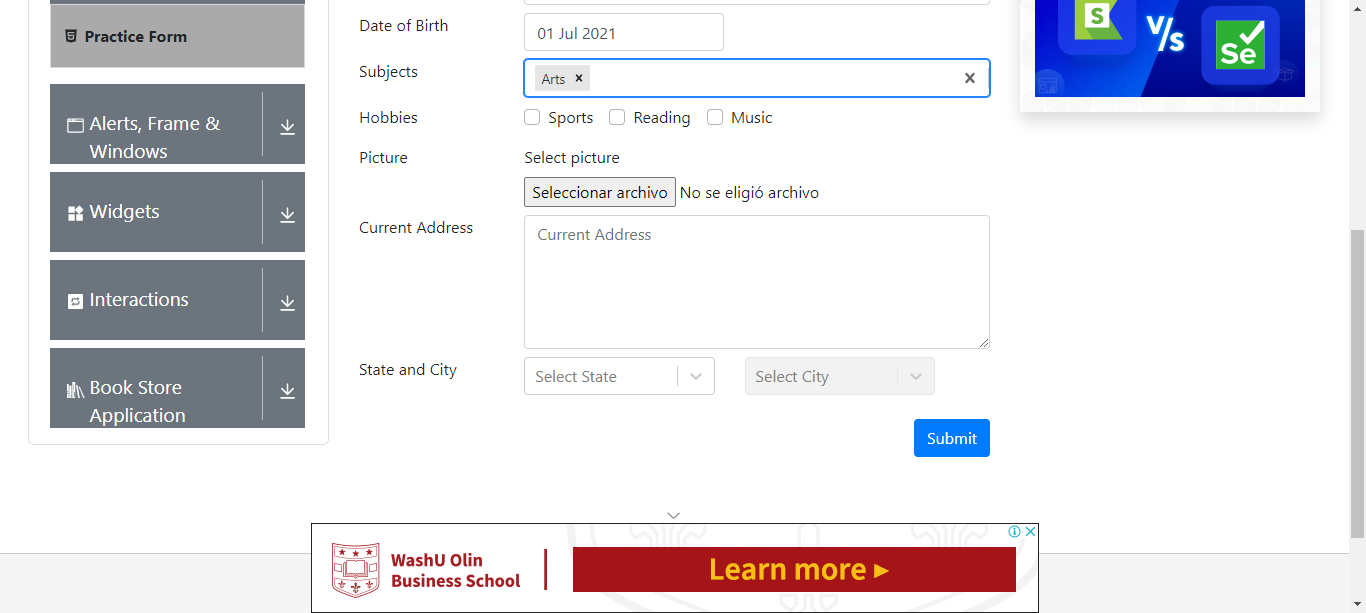 Practice Form
Alerts, Frame &
Windows
Widgets
Interactions
Book Store
Application
Date of Birth
01 Jul 2021
Subjects
Arts
Hobbies
Sports Reading Music
Picture
Select picture
Seleccionar archivo No se eligió archivo
Current Address
Current Address
State and City
Select State
Select City
Submit
S V/s Se
WashU Olin
Business School
Learn more ►